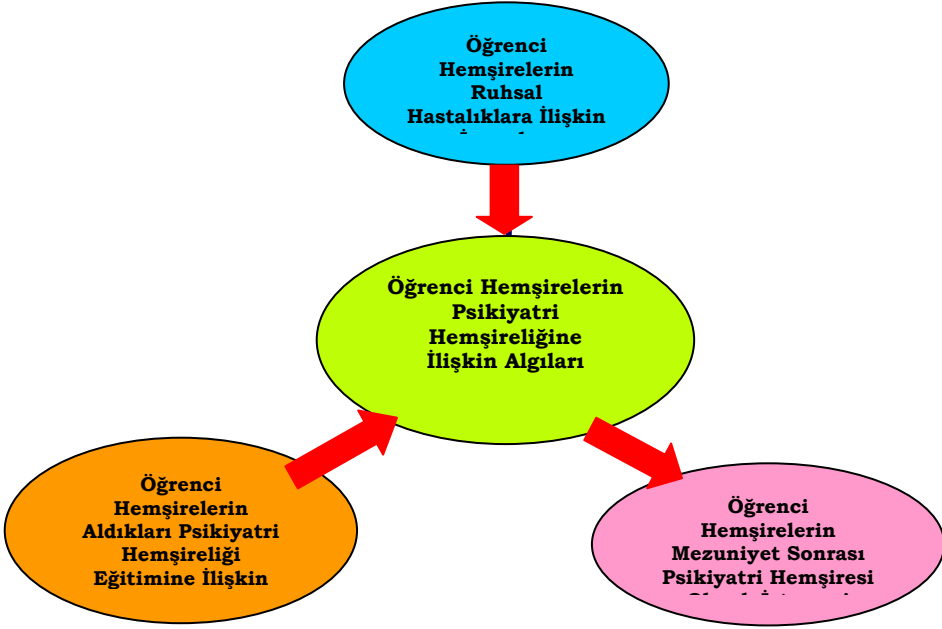 Öğrenci
Hemşirelerin
Ruhsal
Hastalıklara İlişkin
Öğrenci Hemşirelerin
Psikiyatri
Hemşireliğine
İlişkin Algıları
Öğrenci
Hemşirelerin
Aldıkları Psikiyatri
Hemşireliği
Eğitimine İlişkin
Öğrenci
Hemşirelerin
Mezuniyet Sonrası
Psikiyatri Hemşiresi